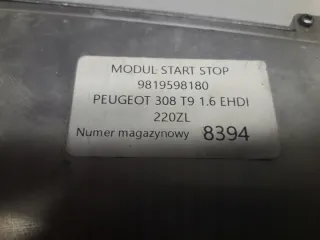 MODUL START STOP
9819598180
PEUGEOT 308 T9 1.6 EHDI
220ZL
Numer magazynowy 8394